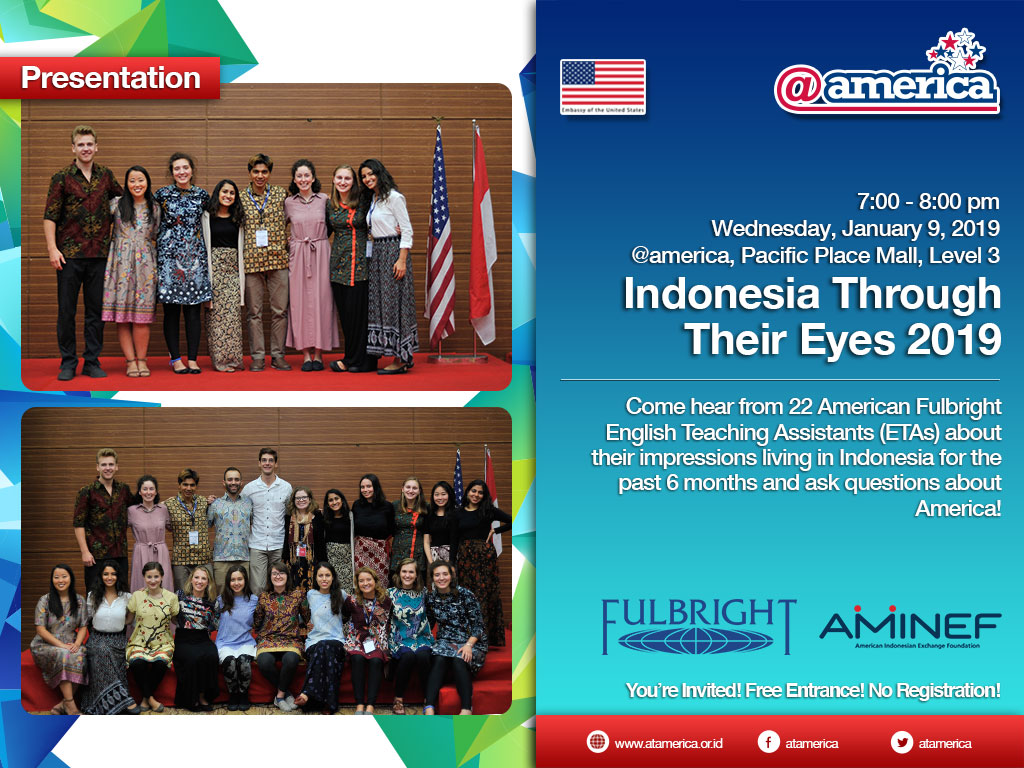 Presentation
Embassy of the United States
@america
7:00 - 8:00 pm
Wednesday, January 9, 2019
@america, Pacific Place Mall, Level 3
Indonesia Through
Their Eyes 2019
Come hear from 22 American Fulbright
English Teaching Assistants (ETAs) about
their impressions living in Indonesia for the
past 6 months and ask questions about
America!
FULBRIGHT
AMINEF
American Indonesian Exchange Foundation
You're Invited! Free Entrance! No Registration!
www.atamerica.or.id
atamerica
atamerica